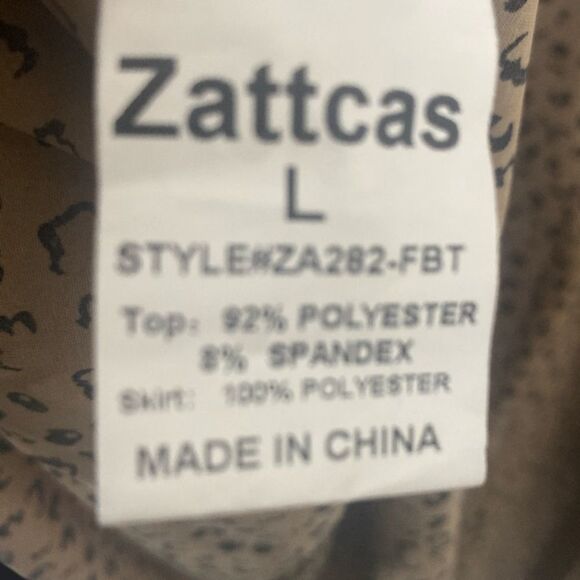 Zattcas
L
STYLE#ZA282-FBT
Top: 92% POLYESTER
8% SPANDEX
Skirt: 100% POLYESTER
MADE IN CHINA